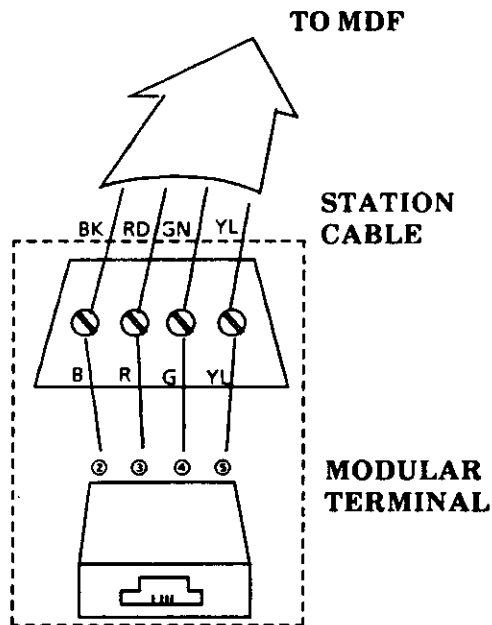 TO MDF
STATION
CABLE
BK RD GN YL
B R G YL
② ③ ④ ⑤
MODULAR
TERMINAL